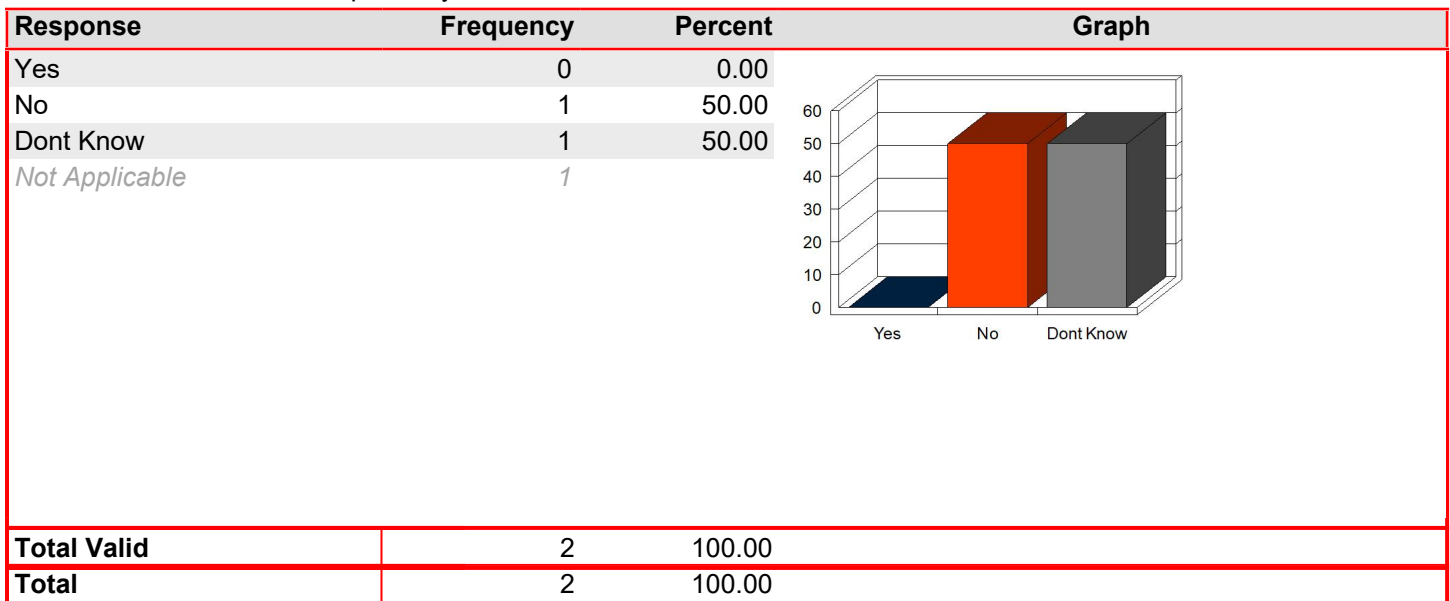 Response Frequency Percent Graph
Yes 0 0.00
No 1 50.00
Dont Know 1 50.00
Not Applicable 1
60
50
40
30
20
10
0
Yes No Dont Know
Total Valid 2 100.00
Total 2 100.00